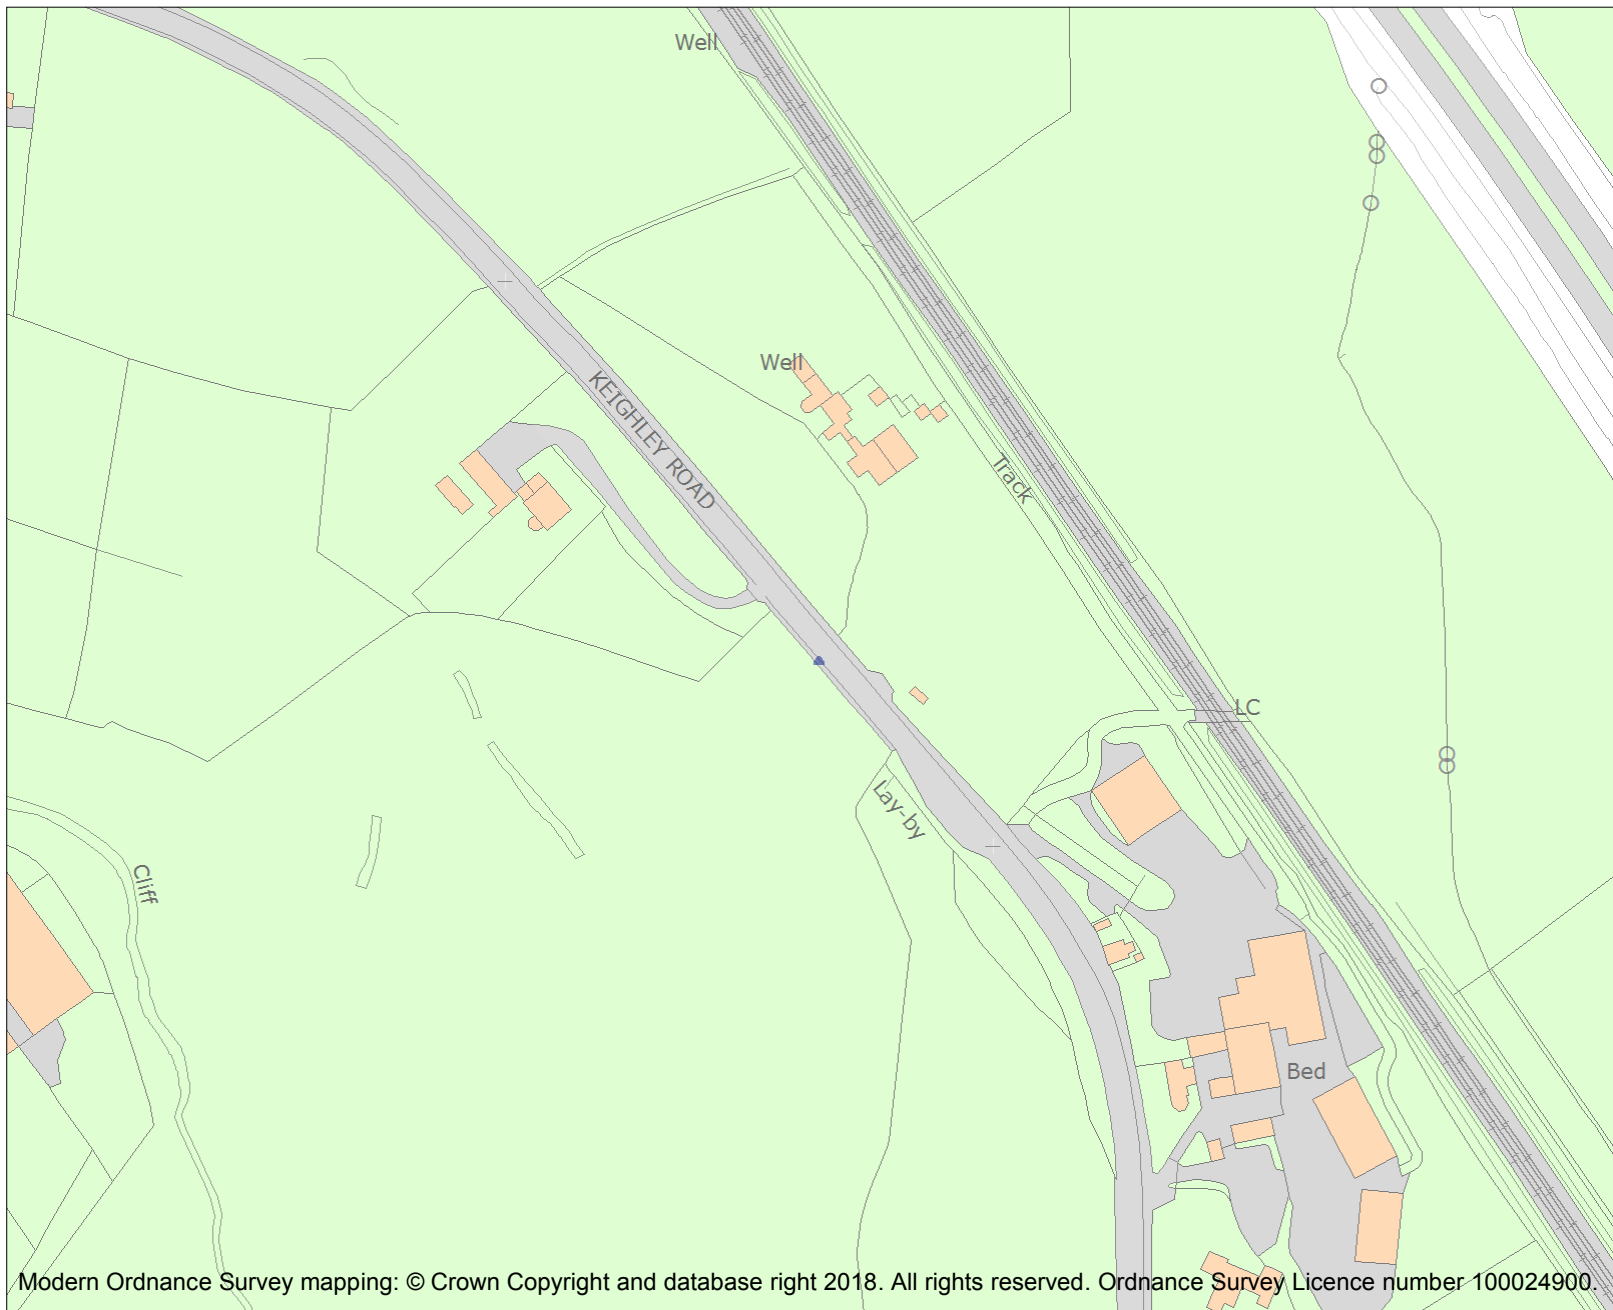 Well
Well
KEIGHLEY ROAD
Track
LC
Lay-by
Cliff
Bed
Modern Ordnance Survey mapping: © Crown Copyright and database right 2018. All rights reserved. Ordnance Survey Licence number 100024900.